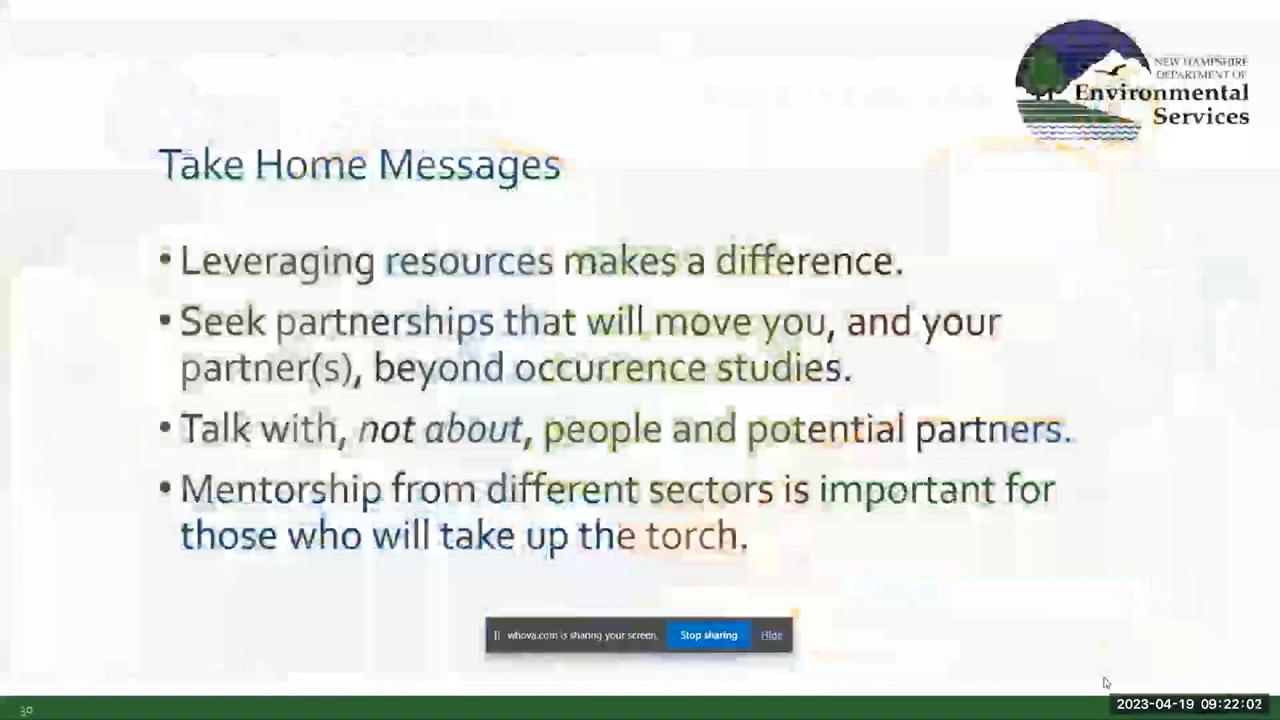 NEW HAMPSHIRE
DEPARTMENT OF
Environmental
Services
Take Home Messages
• Leveraging resources makes a difference.
• Seek partnerships that will move you, and your
partner(s), beyond occurrence studies.
• Talk with, not about, people and potential partners.
• Mentorship from different sectors is important for
those who will take up the torch.
whova.com is sharing your screen. Stop sharing Hide
30
2023-04-19 09:22:02